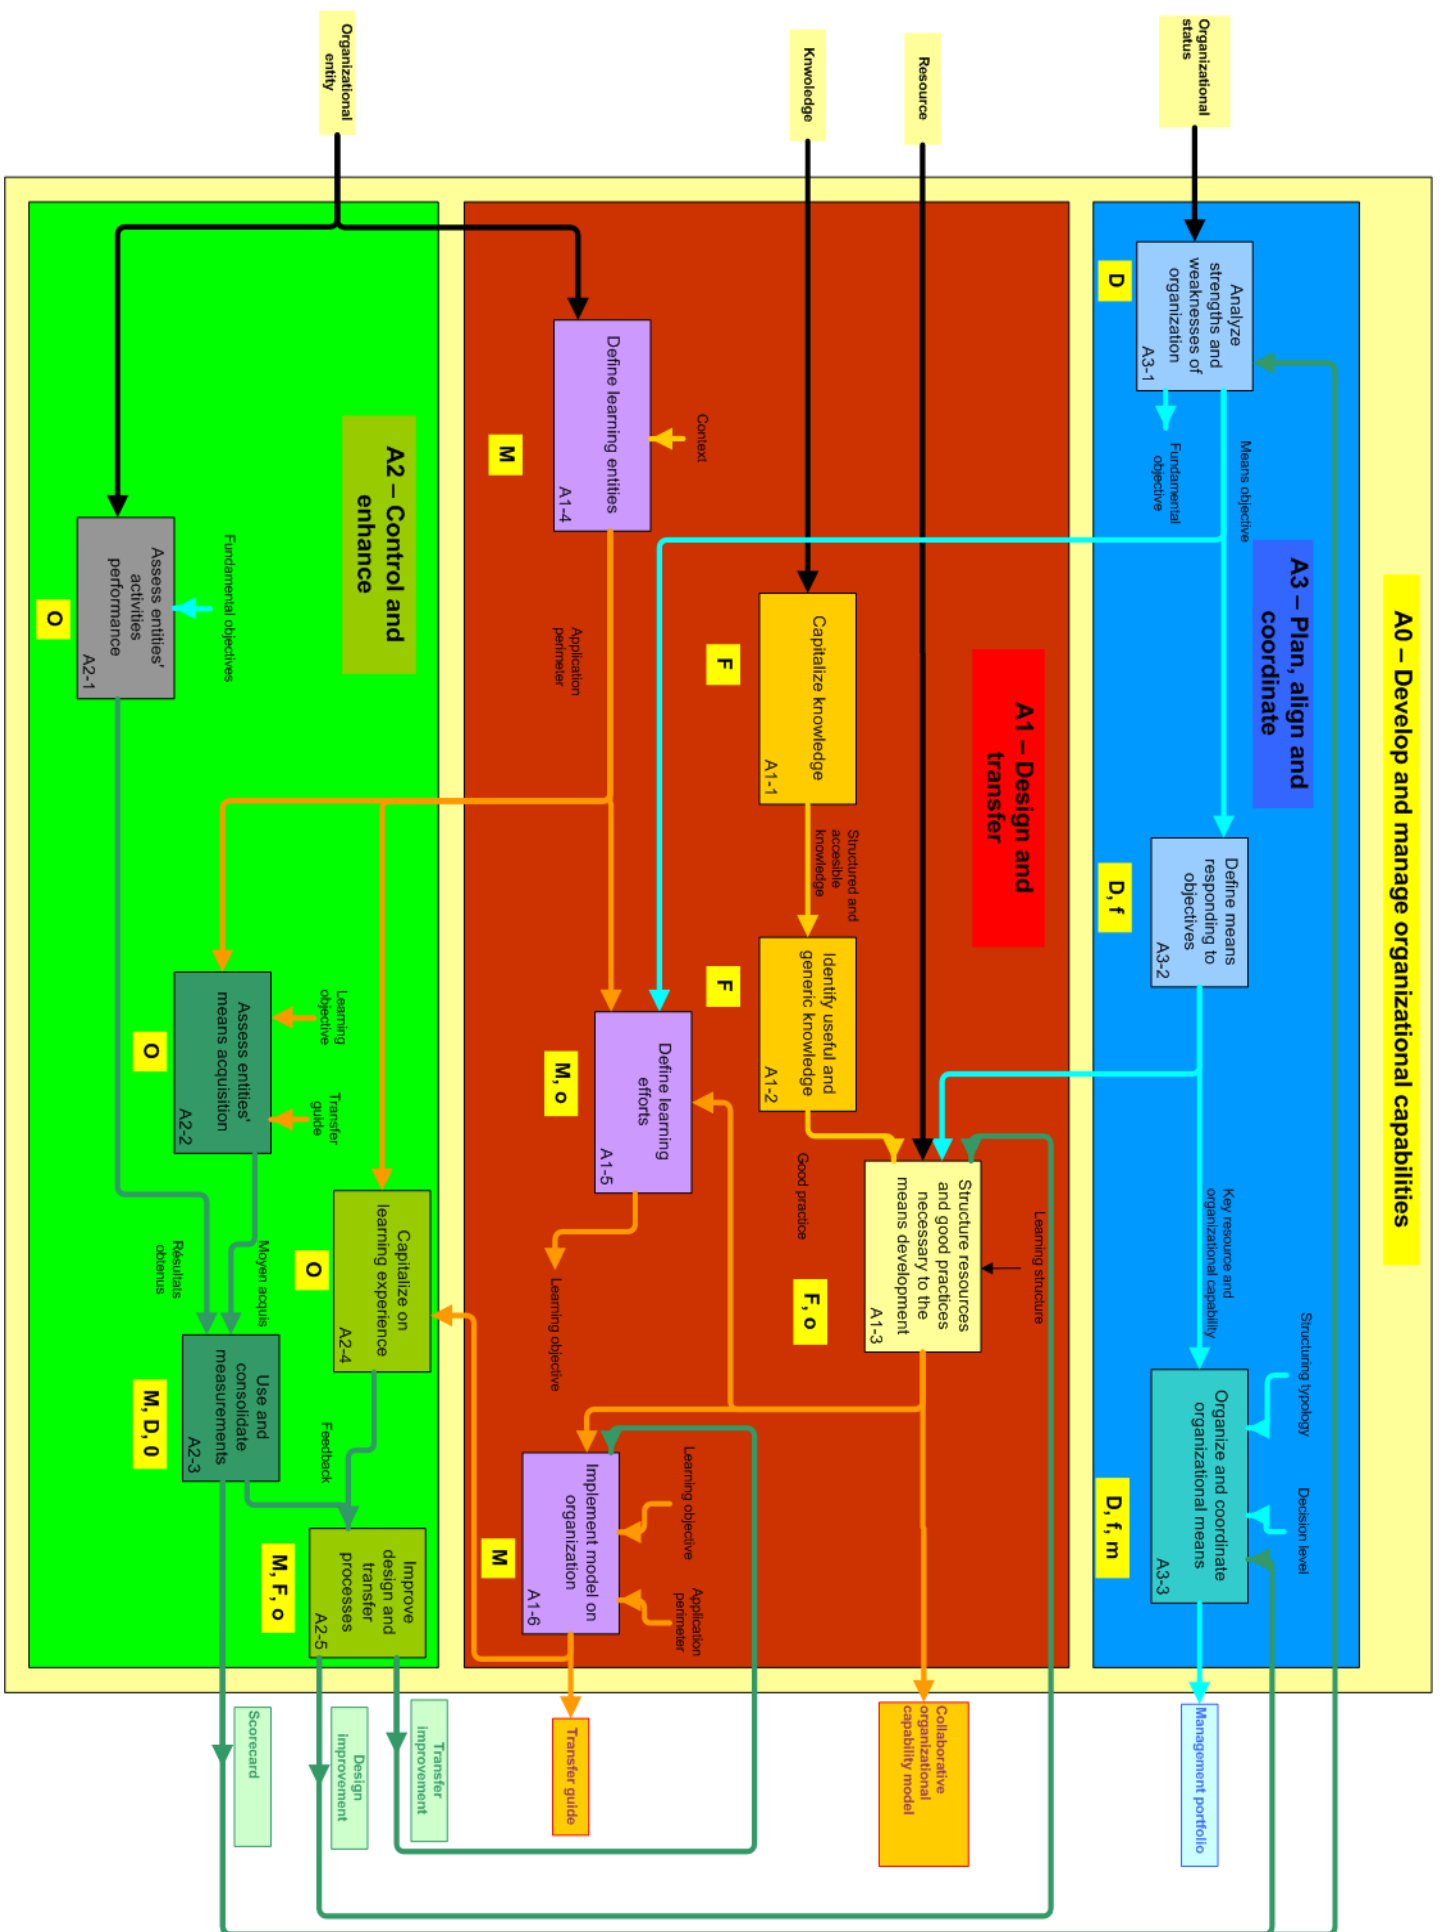 A0 – Develop and manage organizational capabilities
Organizational
status
A3 – Plan, align and
coordinate
Analyze
strengths and
weaknesses of
organization
A3-1
D
Means objective
Fundamental
objective
Define means
responding to
objectives
A3-2
D, f
Key resource and
organizational capability
Structuring typology
Decision level
Organize and coordinate
organizational means
A3-3
D, f, m
Management portfolio
Resource
Knwoledge
A1 – Design and
transfer
Learning structure
Structure resources
and good practices
necessary to the
means development
A1-3
F, o
Collaborative
organizational
capability model
Capitalize knowledge
A1-1
F
Structured and
accesible
knowledge
Identify useful and
generic knowledge
A1-2
F
Good practice
Context
Define learning entities
A1-4
M
Application
perimeter
Define learning
efforts
A1-5
M, o
Learning objective
Learning objective
Application
perimeter
Implement model on
organization
A1-6
M
Transfer guide
Organizational
entity
A2 – Control and
enhance
Capitalize on
learning experience
A2-4
O
Feedback
Improve
design and
transfer
processes
A2-5
M, F, o
Transfer
improvement
Design
improvement
Learning
objective
Transfer
guide
Assess entities'
means acquisition
A2-2
O
Moyen acquis
Résultats
obtenus
Use and
consolidate
measurements
A2-3
M, D, 0
Scorecard
Fundamental objectives
Assess entities'
activities
performance
A2-1
O